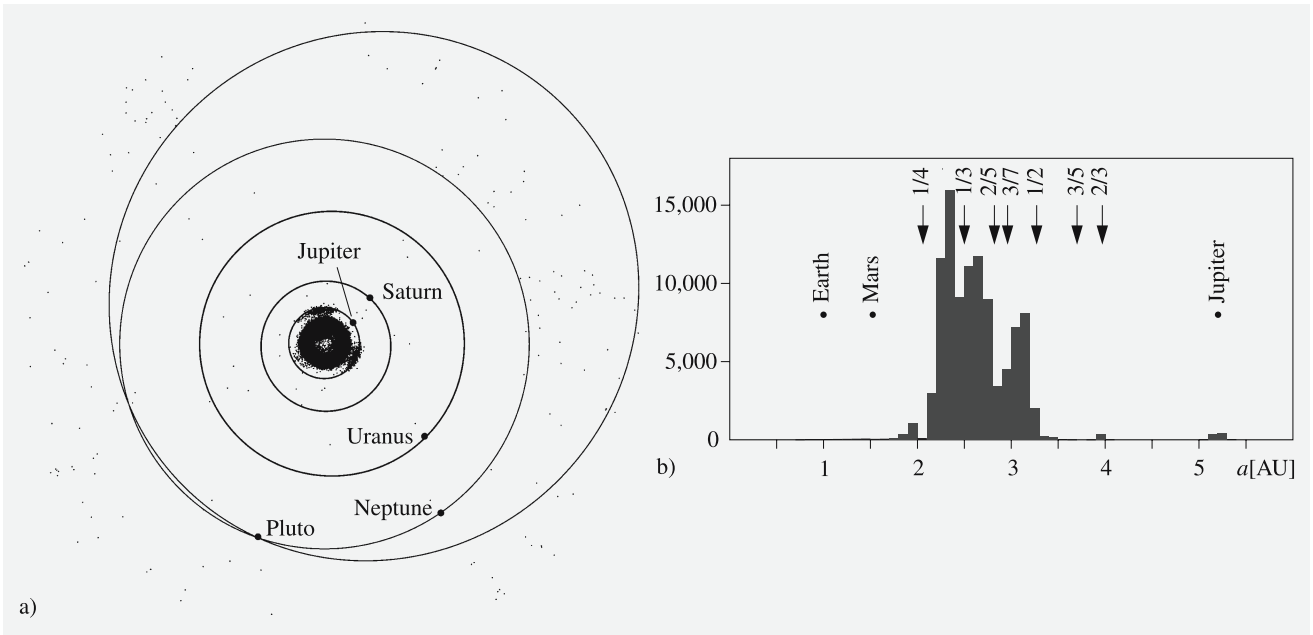 Jupiter
Saturn
Uranus
Neptune
Pluto
a)
15,000
10,000
5,000
0
1/4
1/3
2/5
3/7
1/2
3/5
2/3
Earth
Mars
Jupiter
1 2 3 4 5 a[AU]
b)